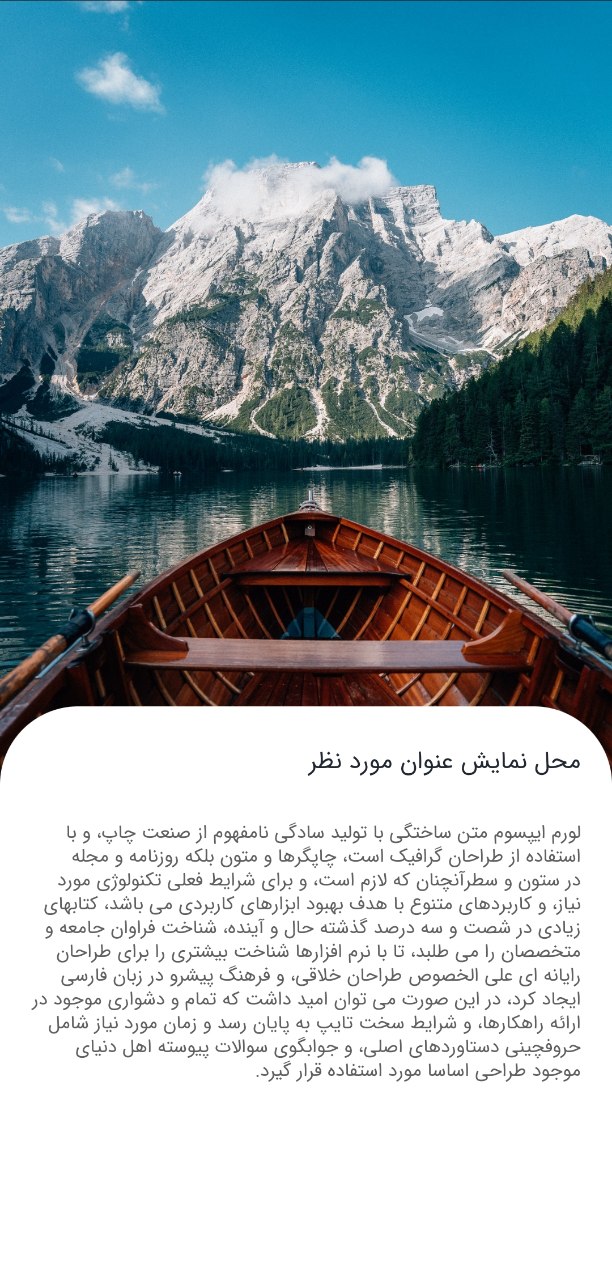 محل نمایش عنوان مورد نظر
لورم ایپسوم متن ساختگی با تولید سادگی نامفهوم از صنعت چاپ، و با
استفاده از طراحان گرافیک است، چاپگرها و متون بلکه روزنامه و مجله
در ستون و سطرآنچنان که لازم است، و برای شرایط فعلی تکنولوژی مورد
نیاز، و کاربردهای متنوع با هدف بهبود ابزارهای کاربردی می باشد، کتابهای
زیادی در شصت و سه درصد گذشته حال و آینده، شناخت فراوان جامعه و
متخصصان را می طلبد، تا با نرم افزارها شناخت بیشتری را برای طراحان
رایانه ای علی الخصوص طراحان خلاقی، و فرهنگ پیشرو در زبان فارسی
ایجاد کرد، در این صورت می توان امید داشت که تمام و دشواری موجود در
ارائه راهکارها، و شرایط سخت تایپ به پایان رسد و زمان مورد نیاز شامل
حروفچینی دستاوردهای اصلی، و جوابگوی سوالات پیوسته اهل دنیای
موجود طراحی اساسا مورد استفاده قرار گیرد.